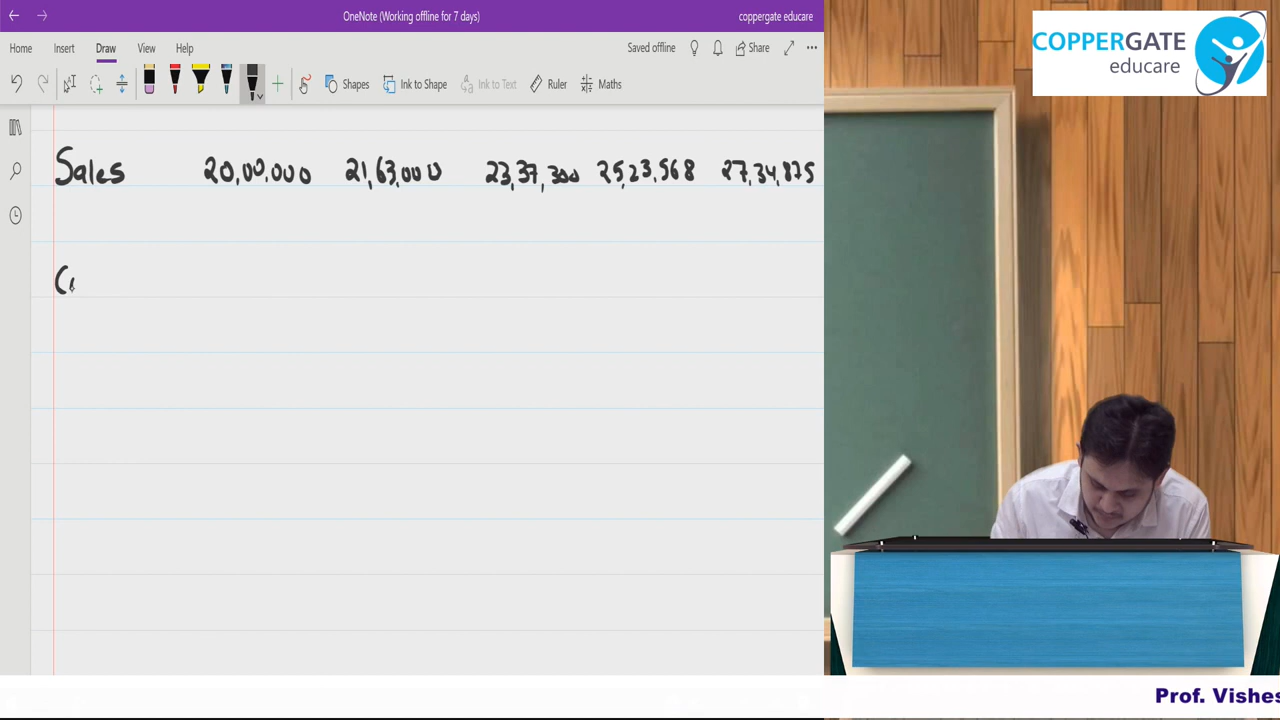 OneNote (Working offline for 7 days)
coppergate educare
Home Insert Draw View Help
Saved offline Share
Shapes Ink to Shape Ink to Text Ruler Maths
Sales 20,00,000 21,63,000 23,37,300 25,23,568 27,34,875
COPPERGATE
educare
Prof. Vishes